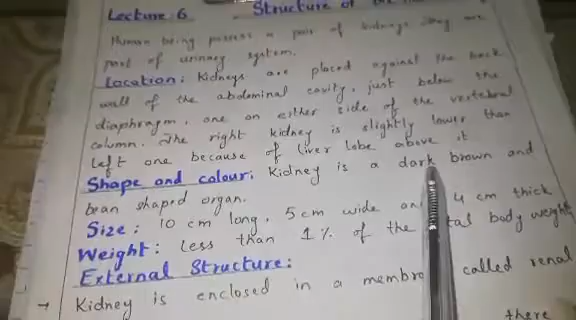 Lecture 6 Structure of the
Human being possess a pair of kidneys. They are
part of urinary system.
Location: Kidneys are placed against the back
wall of the abdominal cavity, just below the
diaphragm, one on either side of the vertebral
column. The right kidney is slightly lower than
left one because of liver lobe above it
Shape and colour: Kidney is a dark brown and
bean shaped organ.
Size: 10 cm long, 5 cm wide 4 cm thick
Weight: Less than 1% of the body weight
External Structure:
→ Kidney is enclosed in a called renal
there